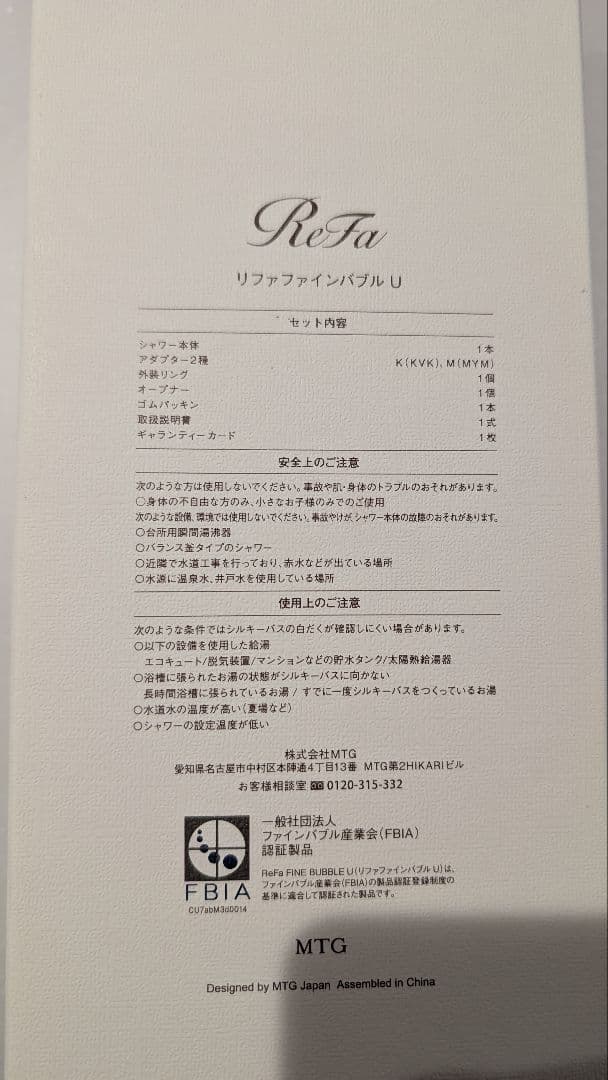 ReFa
リファファインバブル U
セット内容
シャワー本体 1本
アダプター2種 K(KVK)、M(MYM)
外装リング 1個
オープナー 1個
ゴムパッキン 1本
取扱説明書 1式
ギャランティーカード 1枚
安全上のご注意
次のような方は使用しないでください。事故や肌・身体のトラブルのおそれがあります。
○身体の不自由な方のみ、小さなお子様のみでのご使用
次のような設備、環境では使用しないでください。事故やけが、シャワー本体の故障のおそれがあります。
○台所用瞬間湯沸器
○バランス釜タイプのシャワー
○近隣で水道工事を行っており、赤水などが出ている場所
○水源に温泉水、井戸水を使用している場所
使用上のご注意
次のような条件ではシルキーバスの白だくが確認しにくい場合があります。
○以下の設備を使用した給湯
エコキュート/脱気装置/マンションなどの貯水タンク/太陽熱給湯器
○浴槽に張られたお湯の状態がシルキーバスに向かない
長時間浴槽に張られているお湯 / すでに一度シルキーバスをつくっているお湯
○水道水の温度が高い(夏場など)
○シャワーの設定温度が低い
株式会社MTG
愛知県名古屋市中村区本陣通4丁目13番 MTG第2HIKARIビル
お客様相談室 0120-315-332
一般社団法人
ファインバブル産業会(FBIA)
認証製品
ReFa FINE BUBBLE U(リファファインバブル U)は、
ファインバブル産業会(FBIA)の製品認証登録制度の
基準に適合して認証された製品です。
FBIA
CU7abM3d0014
MTG
Designed by MTG Japan Assembled in China